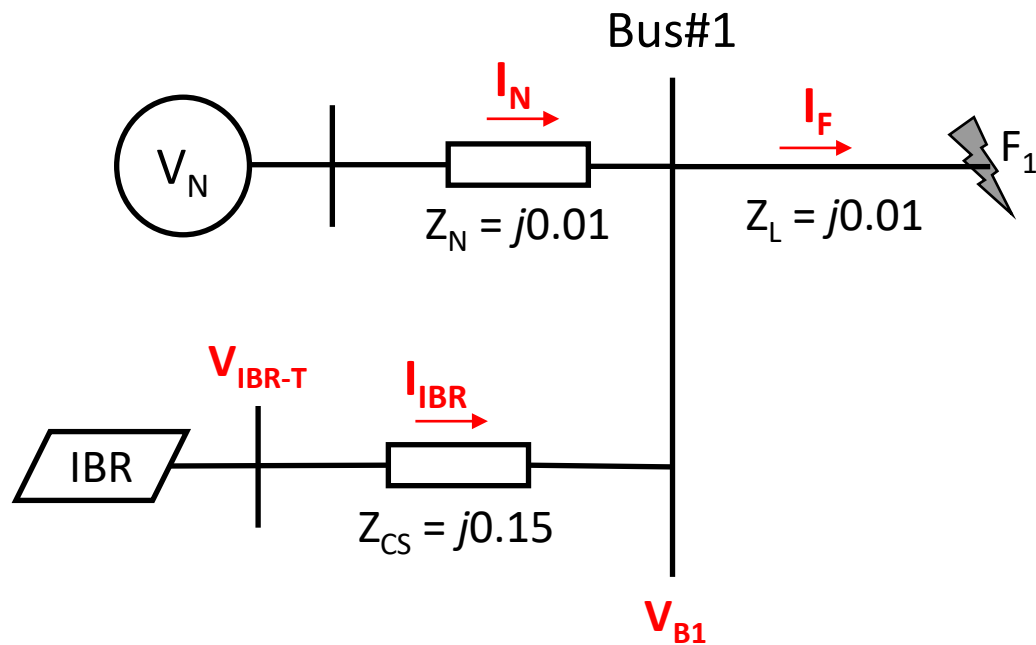 Bus#1
I_N
I_F
V_N
F_1
Z_N = j0.01
Z_L = j0.01
V_IBR-T
I_IBR
IBR
Z_CS = j0.15
V_B1